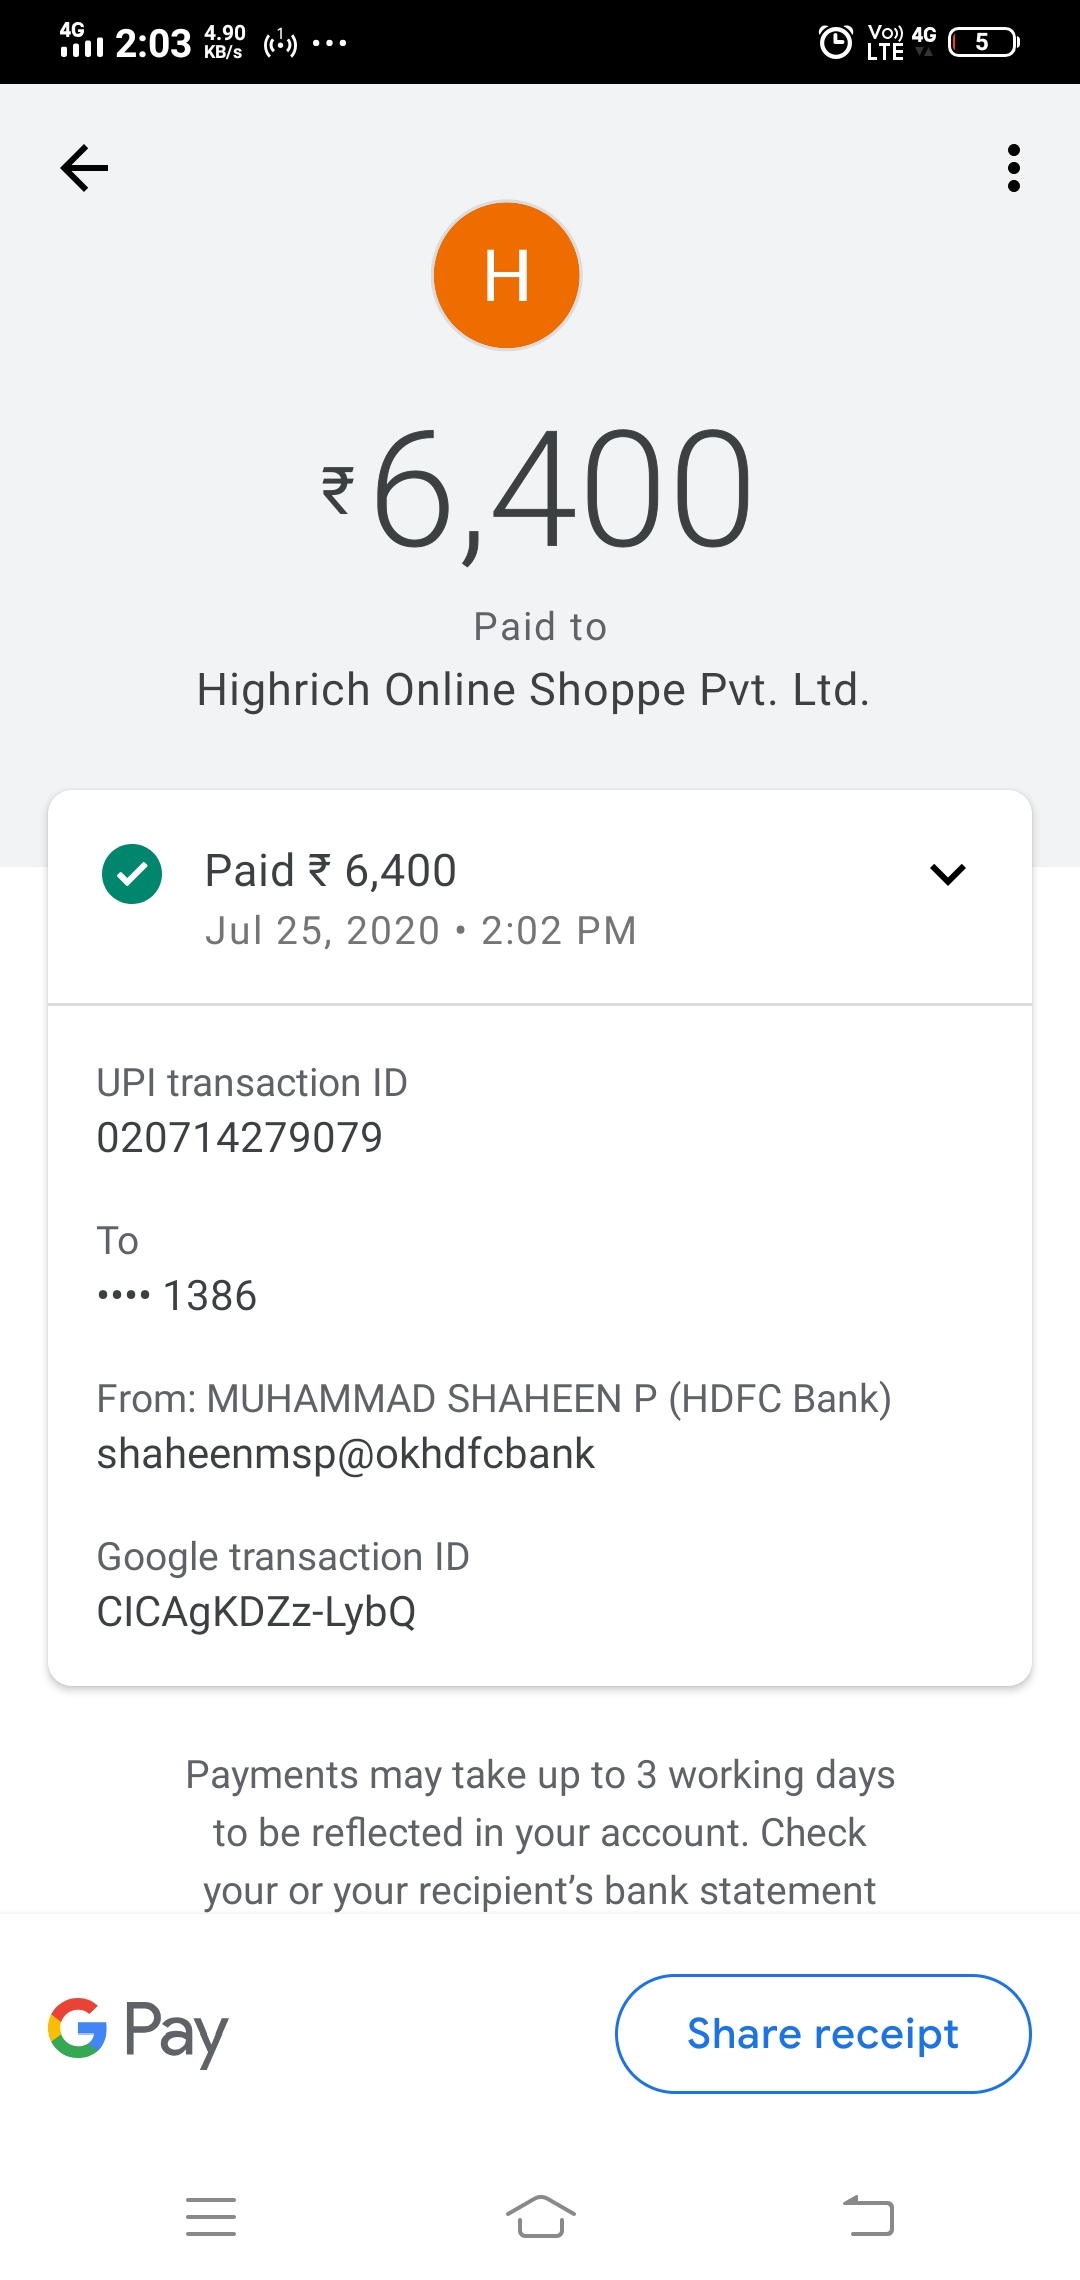 4G 2:03 4.90 KB/s 1 ••• Vo)) LTE 4G 5
H
₹6,400
Paid to
Highrich Online Shoppe Pvt. Ltd.
Paid ₹ 6,400
Jul 25, 2020 • 2:02 PM
UPI transaction ID
020714279079
To
•••• 1386
From: MUHAMMAD SHAHEEN P (HDFC Bank)
shaheenmsp@okhdfcbank
Google transaction ID
CICAgKDZz-LybQ
Payments may take up to 3 working days
to be reflected in your account. Check
your or your recipient’s bank statement
G Pay
Share receipt